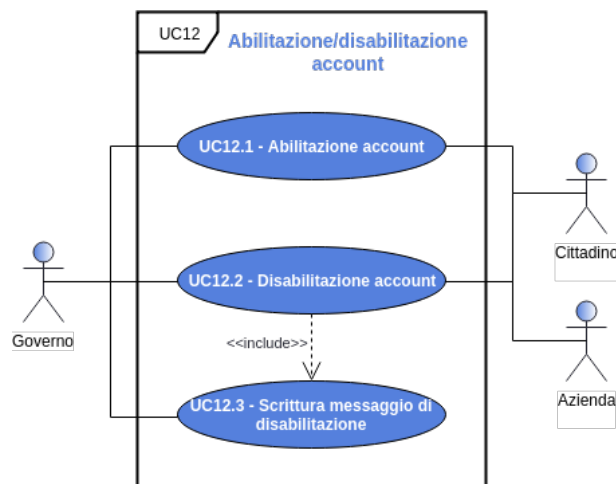 UC12
Abilitazione/disabilitazione
account
UC12.1 - Abilitazione account
Cittadino
UC12.2 - Disabilitazione account
Governo
<<include>>
Azienda
UC12.3 - Scrittura messaggio di
disabilitazione